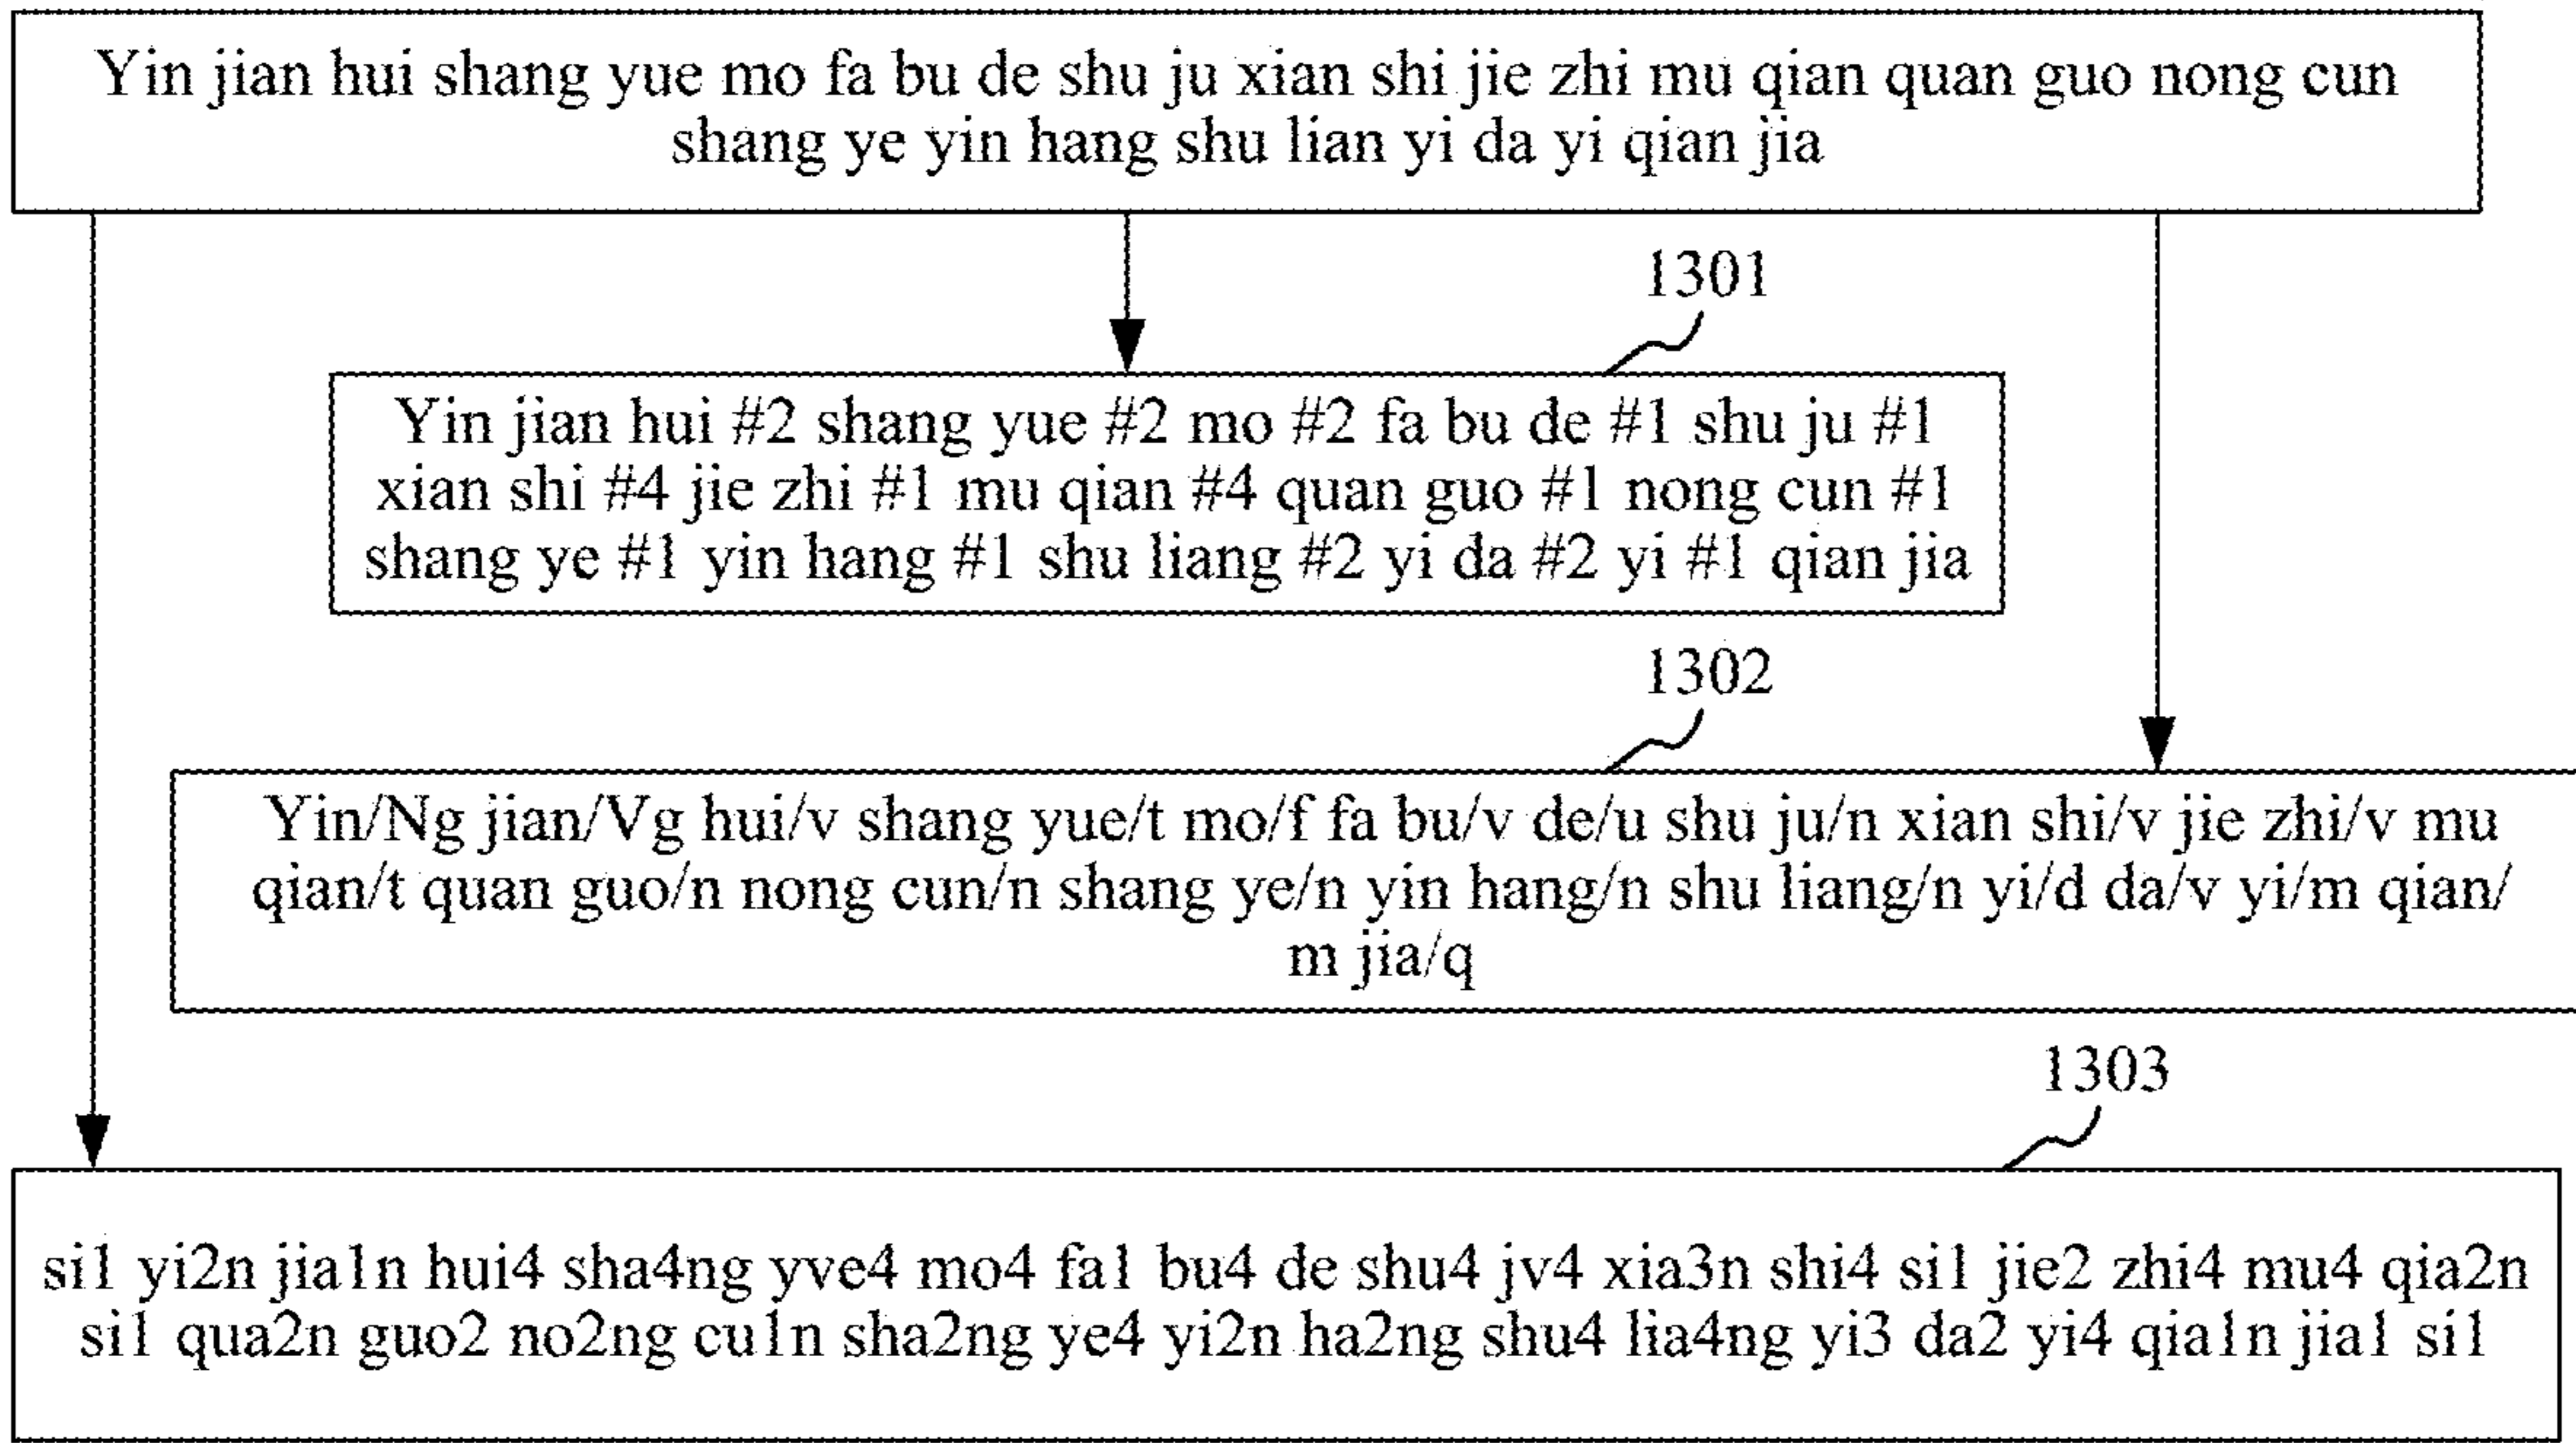 Yin jian hui shang yue mo fa bu de shu ju xian shi jie zhi mu qian quan guo nong cun
shang ye yin hang shu lian yi da yi qian jia
1301
Yin jian hui #2 shang yue #2 mo #2 fa bu de #1 shu ju #1
xian shi #4 jie zhi #1 mu qian #4 quan guo #1 nong cun #1
shang ye #1 yin hang #1 shu liang #2 yi da #2 yi #1 qian jia
1302
Yin/Ng jian/Vg hui/v shang yue/t mo/f fa bu/v de/u shu ju/n xian shi/v jie zhi/v mu
qian/t quan guo/n nong cun/n shang ye/n yin hang/n shu liang/n yi/d da/v yi/m qian/
m jia/q
1303
sil yi2n jia1n hui4 sha4ng yve4 mo4 fa1 bu4 de shu4 jv4 xia3n shi4 sil jie2 zhi4 mu4 qia2n
sil qua2n guo2 no2ng cu1n sha2ng ye4 yi2n ha2ng shu4 lia4ng yi3 da2 yi4 qia1n jia1 sil